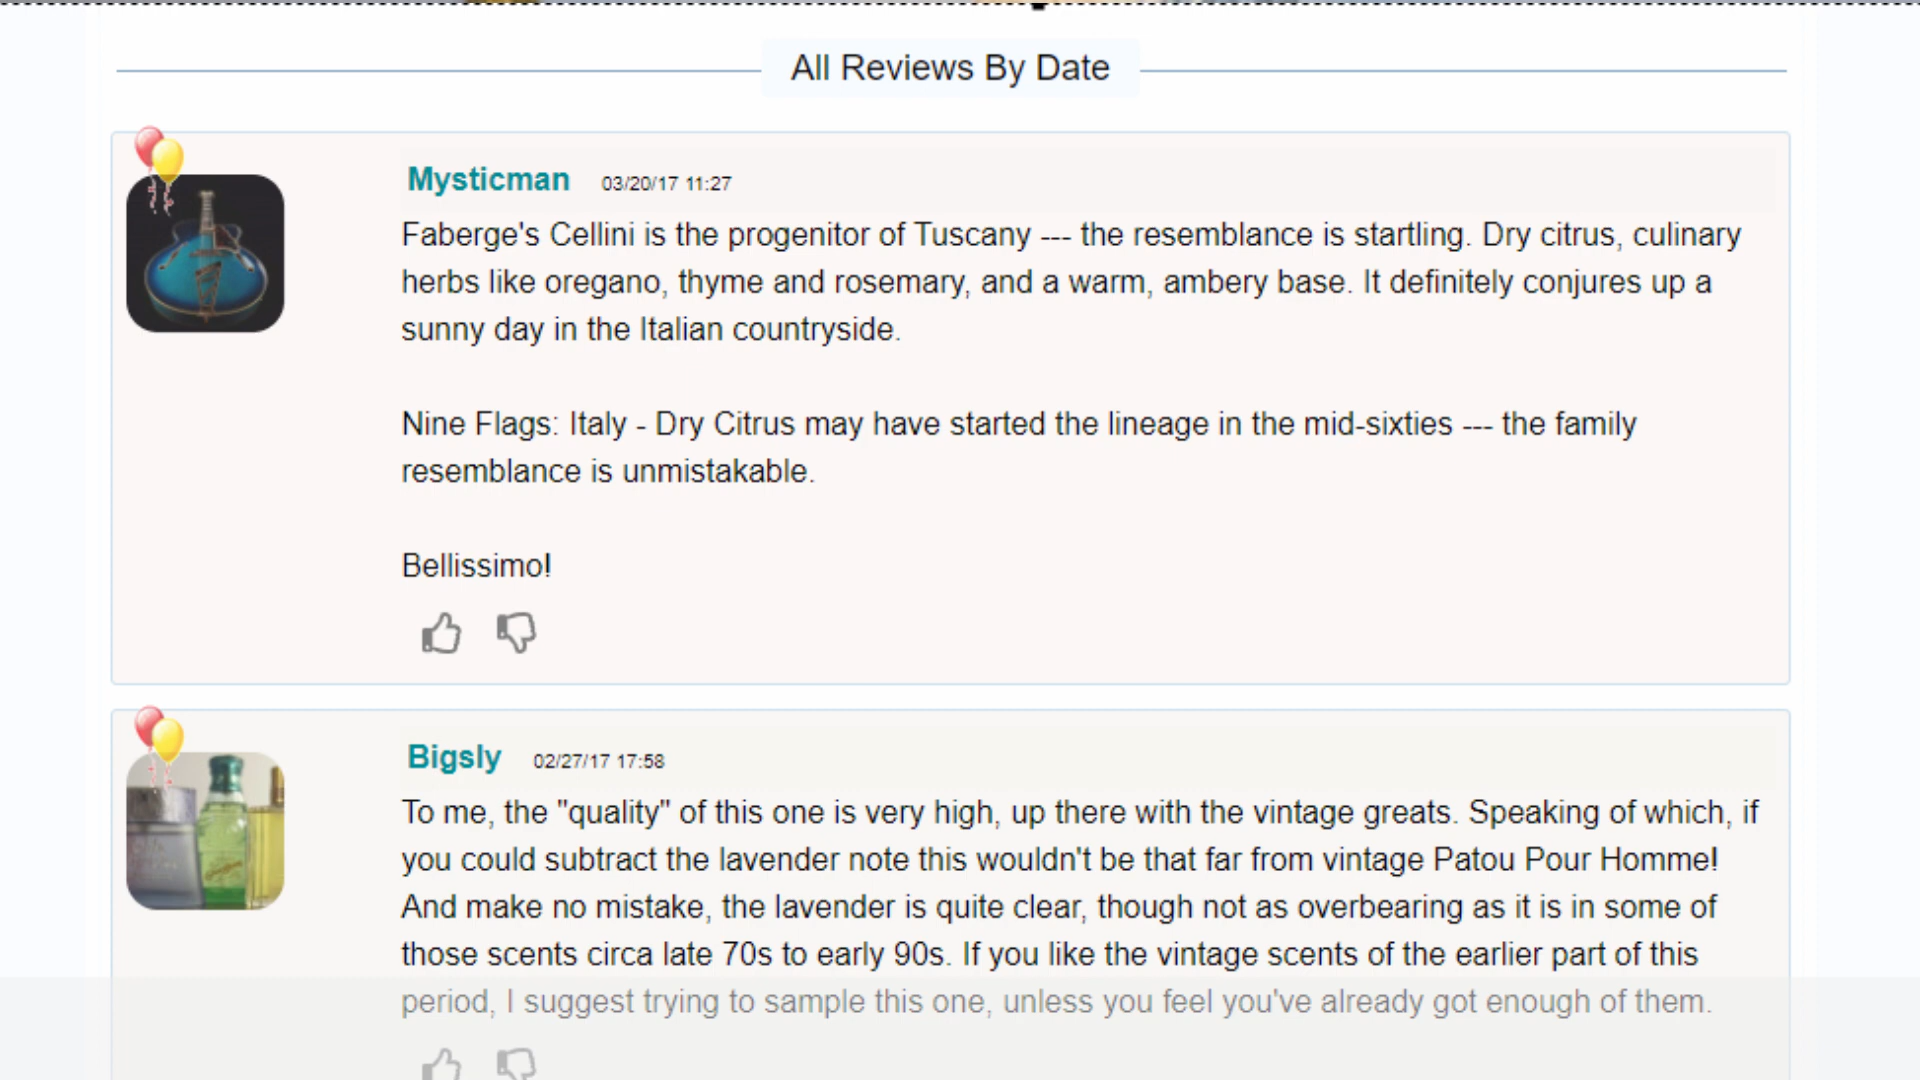 All Reviews By Date
Mysticman 03/20/17 11:27
Faberge's Cellini is the progenitor of Tuscany --- the resemblance is startling. Dry citrus, culinary
herbs like oregano, thyme and rosemary, and a warm, ambery base. It definitely conjures up a
sunny day in the Italian countryside.
Nine Flags: Italy - Dry Citrus may have started the lineage in the mid-sixties --- the family
resemblance is unmistakable.
Bellissimo!
Bigsly 02/27/17 17:58
To me, the "quality" of this one is very high, up there with the vintage greats. Speaking of which, if
you could subtract the lavender note this wouldn't be that far from vintage Patou Pour Homme!
And make no mistake, the lavender is quite clear, though not as overbearing as it is in some of
those scents circa late 70s to early 90s. If you like the vintage scents of the earlier part of this
period, I suggest trying to sample this one, unless you feel you've already got enough of them.